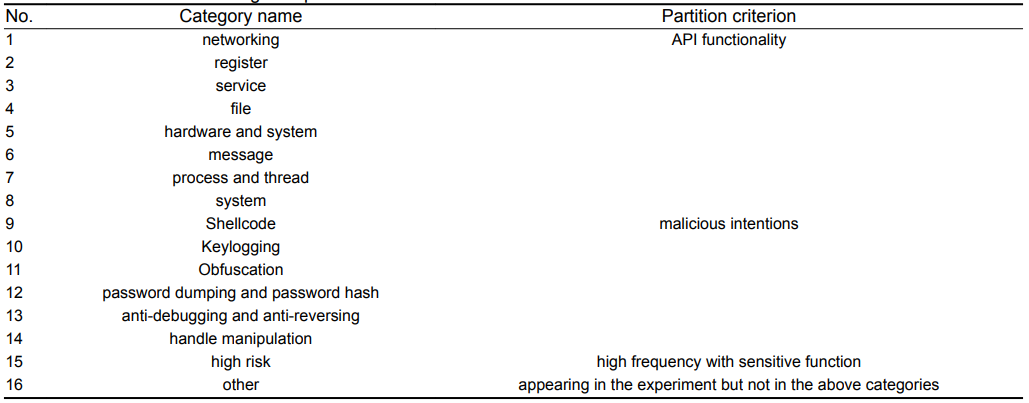 No. Category name Partition criterion
1 networking API functionality
2 register
3 service
4 file
5 hardware and system
6 message
7 process and thread
8 system
9 Shellcode malicious intentions
10 Keylogging
11 Obfuscation
12 password dumping and password hash
13 anti-debugging and anti-reversing
14 handle manipulation
15 high risk high frequency with sensitive function
16 other appearing in the experiment but not in the above categories